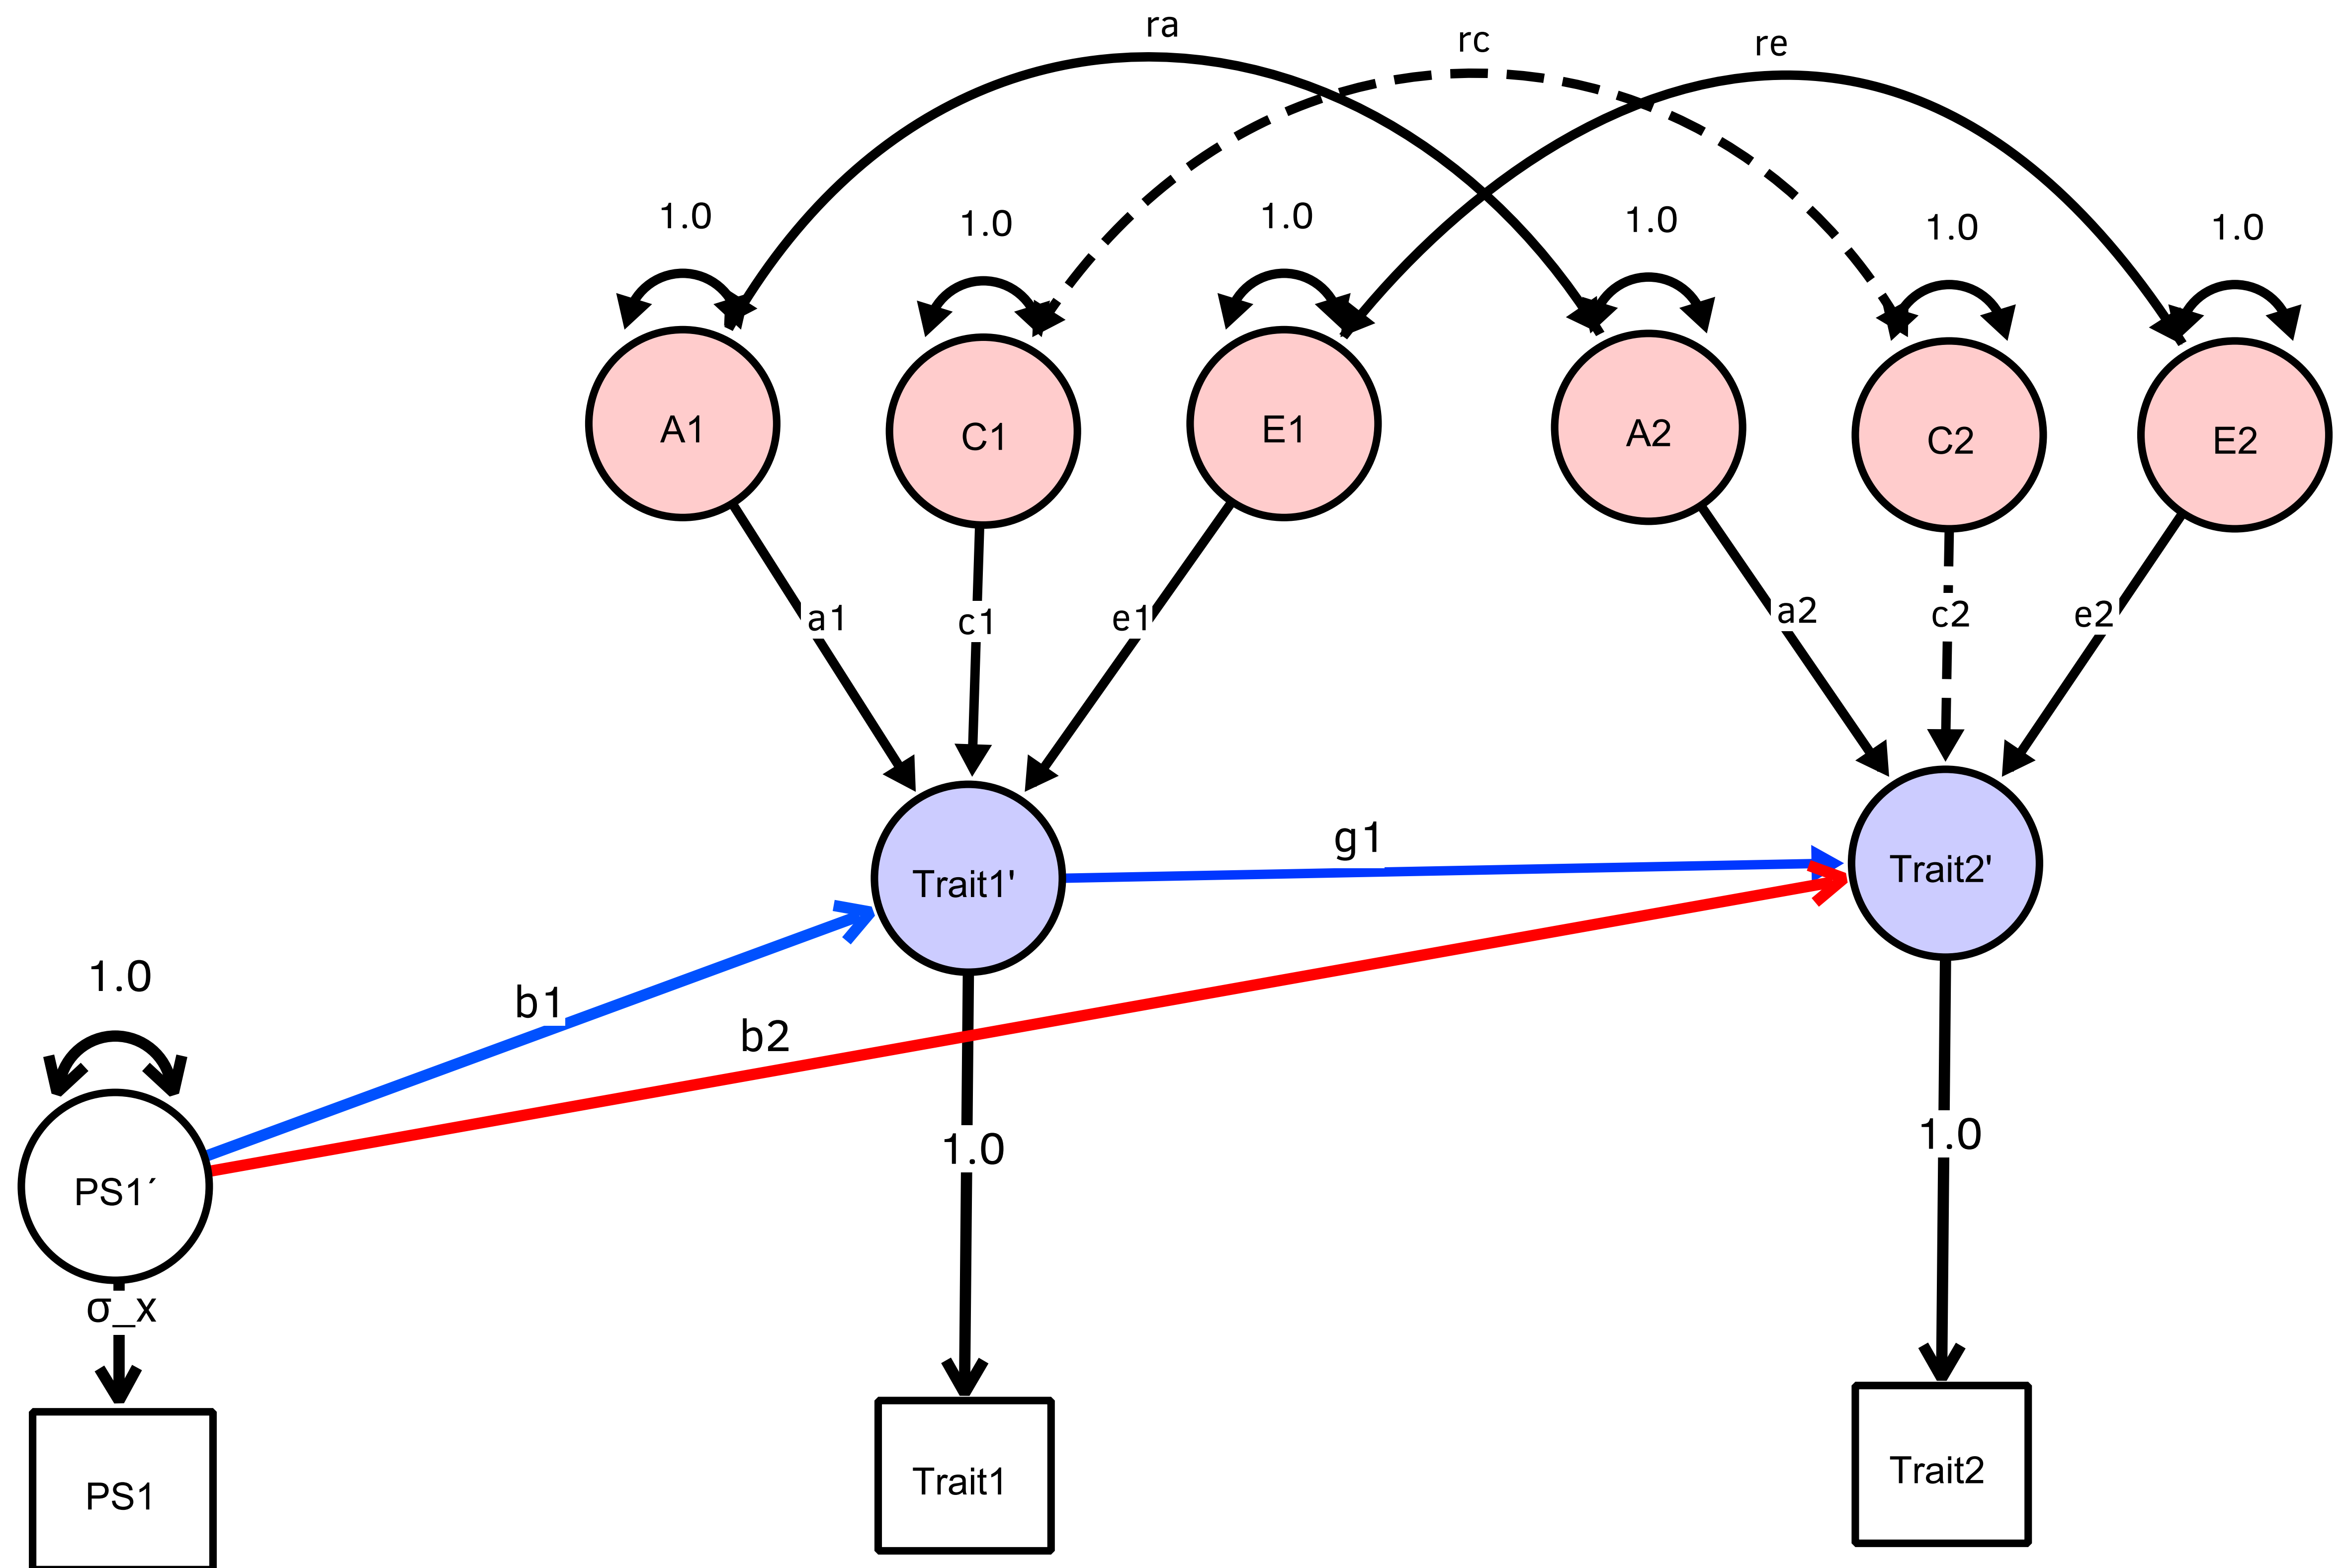 ra
rc
re
1.0
1.0
1.0
1.0
1.0
1.0
A1
C1
E1
A2
C2
E2
a1
c1
e1
a2
c2
e2
g1
Trait1'
Trait2'
1.0
b1
b2
1.0
1.0
PS1´
σ_x
PS1
Trait1
Trait2